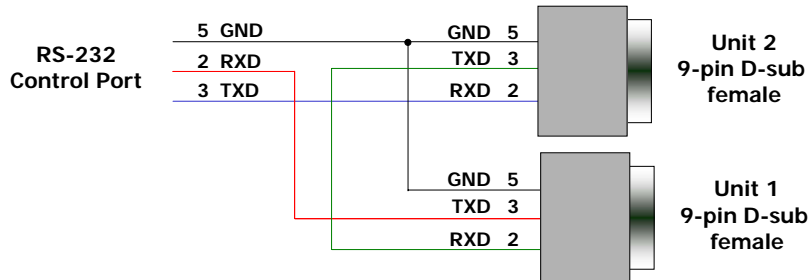 RS-232
Control Port
5 GND
2 RXD
3 TXD
GND 5
TXD 3
RXD 2
Unit 2
9-pin D-sub
female
GND 5
TXD 3
RXD 2
Unit 1
9-pin D-sub
female